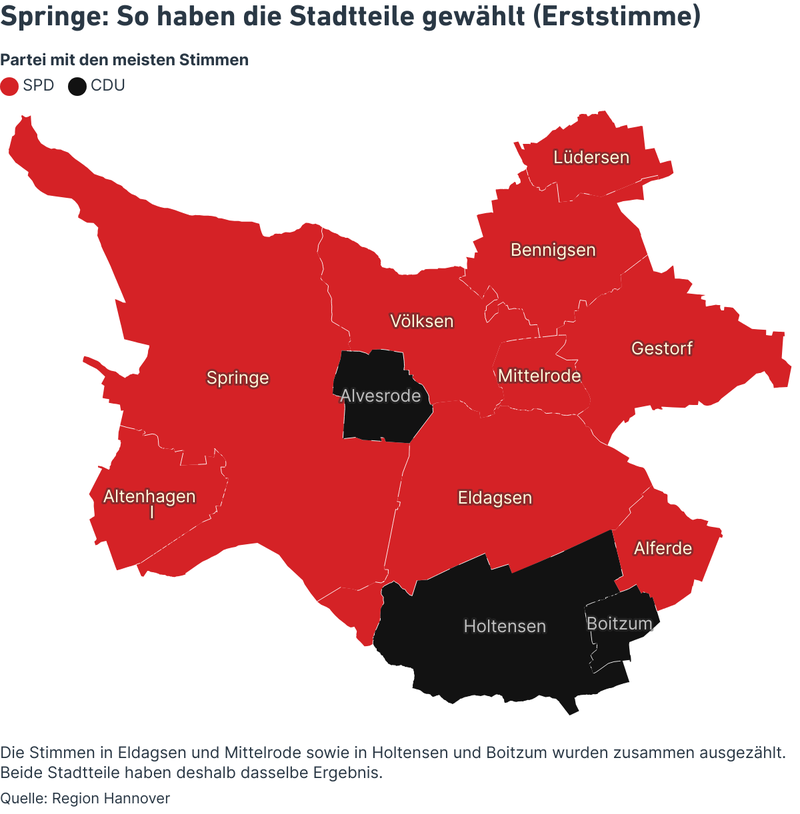 Springe: So haben die Stadtteile gewählt (Erststimme)
Partei mit den meisten Stimmen
SPD CDU
Lüdersen
Bennigsen
Völksen
Gestorf
Mittelrode
Springe
Alvesrode
Altenhagen
I
Eldagsen
Alferde
Boitzum
Holtensen
Die Stimmen in Eldagsen und Mittelrode sowie in Holtensen und Boitzum wurden zusammen ausgezählt.
Beide Stadtteile haben deshalb dasselbe Ergebnis.
Quelle: Region Hannover